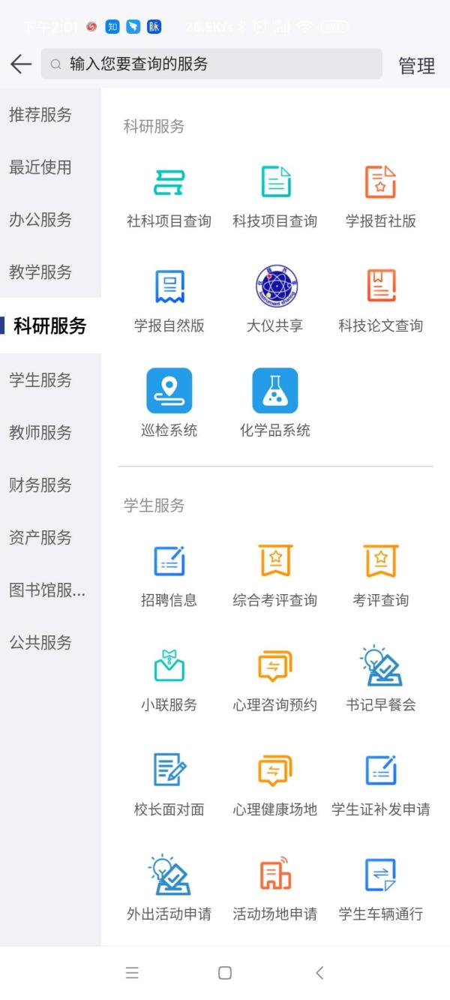 下午2:01
知
脉
26.5K/s
输入您要查询的服务
管理
推荐服务
最近使用
办公服务
教学服务
科研服务
学生服务
教师服务
财务服务
资产服务
图书馆服...
公共服务
科研服务
社科项目查询
科技项目查询
学报哲社版
学报自然版
大仪共享
科技论文查询
巡检系统
化学品系统
学生服务
招聘信息
综合考评查询
考评查询
小联服务
心理咨询预约
书记早餐会
校长面对面
心理健康场地
学生证补发申请
外出活动申请
活动场地申请
学生车辆通行